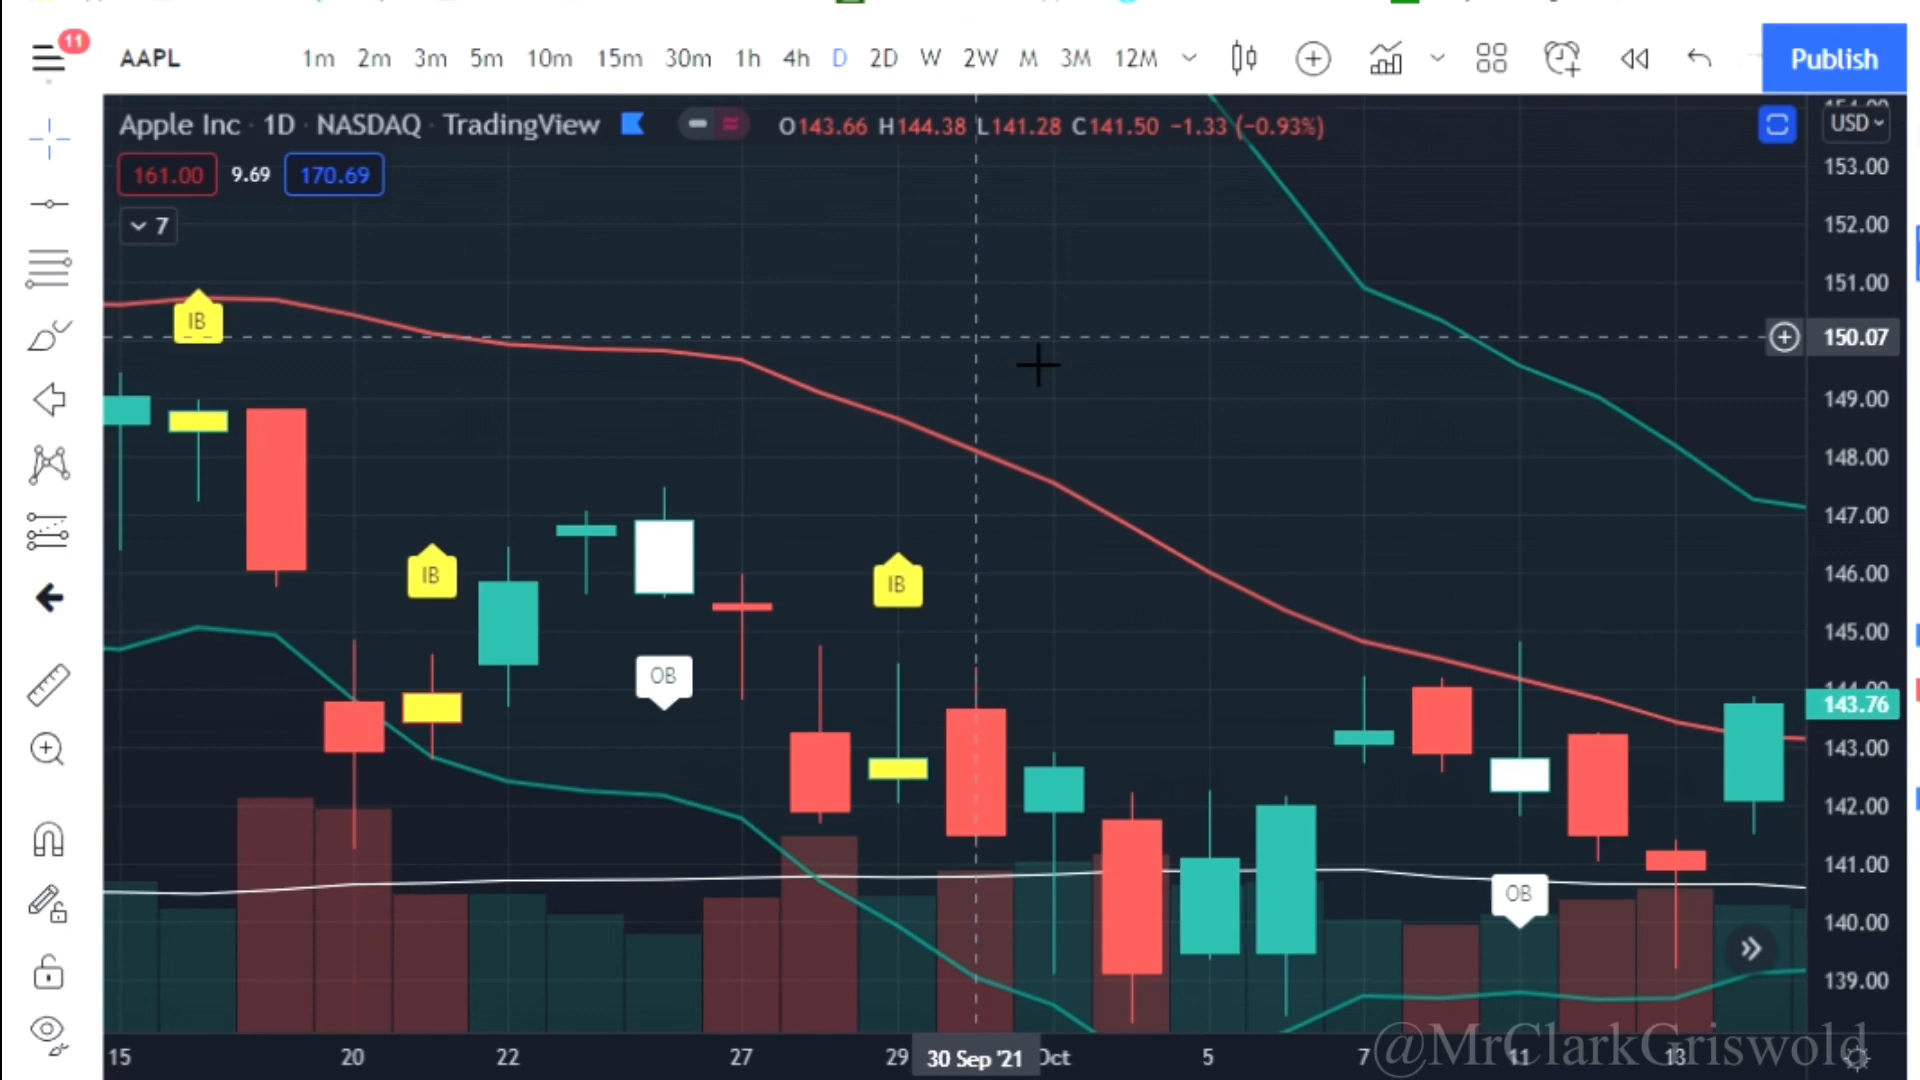 11
AAPL 1m 2m 3m 5m 10m 15m 30m 1h 4h D 2D W 2W M 3M 12M Publish
Apple Inc · 1D · NASDAQ · TradingView O143.66 H144.38 L141.28 C141.50 −1.33 (−0.93%) USD
161.00 9.69 170.69
7
154.00
153.00
152.00
151.00
150.07
149.00
148.00
147.00
146.00
145.00
144.00
143.76
143.00
142.00
141.00
140.00
139.00
IB
IB
IB
OB
OB
15 20 22 27 29 30 Sep '21 Oct 5 7 11 13
@MrClarkGriswold